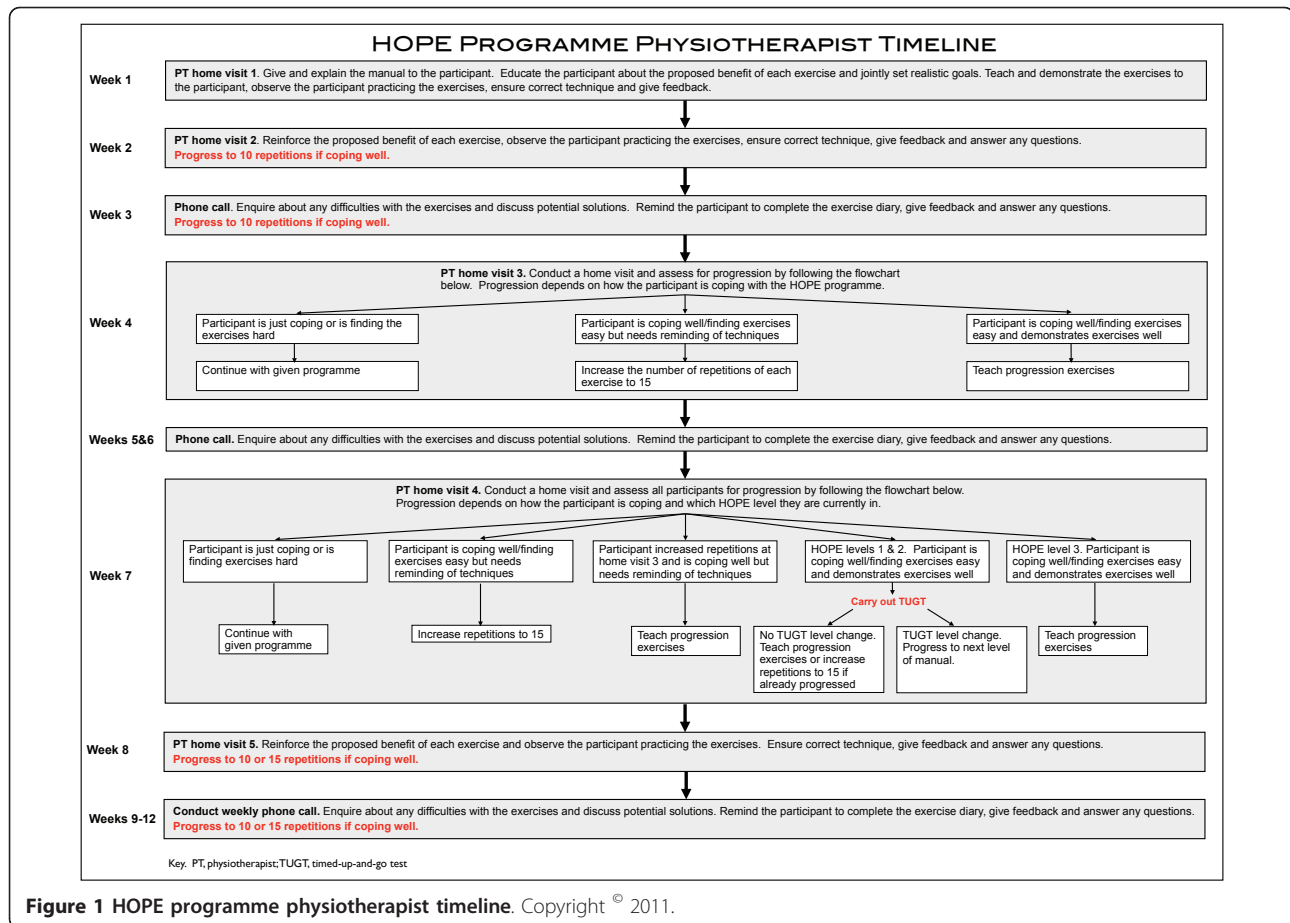 HOPE PROGRAMME PHYSIOTHERAPIST TIMELINE
Week 1
PT home visit 1. Give and explain the manual to the participant. Educate the participant about the proposed benefit of each exercise and jointly set realistic goals. Teach and demonstrate the exercises to
the participant, observe the participant practicing the exercises, ensure correct technique and give feedback.
Week 2
PT home visit 2. Reinforce the proposed benefit of each exercise, observe the participant practicing the exercises, ensure correct technique, give feedback and answer any questions.
Progress to 10 repetitions if coping well.
Week 3
Phone call. Enquire about any difficulties with the exercises and discuss potential solutions. Remind the participant to complete the exercise diary, give feedback and answer any questions.
Progress to 10 repetitions if coping well.
Week 4
PT home visit 3. Conduct a home visit and assess for progression by following the flowchart
below. Progression depends on how the participant is coping with the HOPE programme.
Participant is just coping or is finding the
exercises hard
Continue with given programme
Participant is coping well/finding exercises
easy but needs reminding of techniques
Increase the number of repetitions of each
exercise to 15
Participant is coping well/finding exercises
easy and demonstrates exercises well
Teach progression exercises
Weeks 5&6
Phone call. Enquire about any difficulties with the exercises and discuss potential solutions. Remind the participant to complete the exercise diary, give feedback and answer any questions.
Week 7
PT home visit 4. Conduct a home visit and assess all participants for progression by following the flowchart below.
Progression depends on how the participant is coping and which HOPE level they are currently in.
Participant is just coping or is
finding exercises hard
Continue with
given programme
Participant is coping well/finding
exercises easy but needs
reminding of techniques
Increase repetitions to 15
Participant increased repetitions at
home visit 3 and is coping well but
needs reminding of techniques
Teach progression
exercises
HOPE levels 1 & 2. Participant is
coping well/finding exercises easy
and demonstrates exercises well
Carry out TUGT
No TUGT level change.
Teach progression
exercises or increase
repetitions to 15 if
already progressed
TUGT level change.
Progress to next level
of manual.
HOPE level 3. Participant is
coping well/finding exercises easy
and demonstrates exercises well
Teach progression
exercises
Week 8
PT home visit 5. Reinforce the proposed benefit of each exercise and observe the participant practicing the exercises. Ensure correct technique, give feedback and answer any questions.
Progress to 10 or 15 repetitions if coping well.
Weeks 9-12
Conduct weekly phone call. Enquire about any difficulties with the exercises and discuss potential solutions. Remind the participant to complete the exercise diary, give feedback and answer any questions.
Progress to 10 or 15 repetitions if coping well.
Key. PT, physiotherapist; TUGT, timed-up-and-go test
Figure 1 HOPE programme physiotherapist timeline. Copyright © 2011.